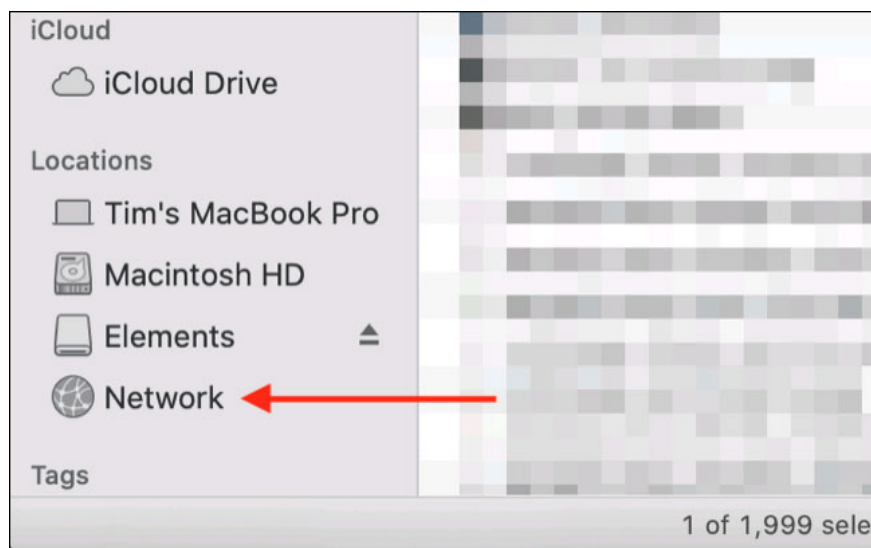 iCloud
iCloud Drive
Locations
Tim's MacBook Pro
Macintosh HD
Elements
Network
Tags
1 of 1,999 sele